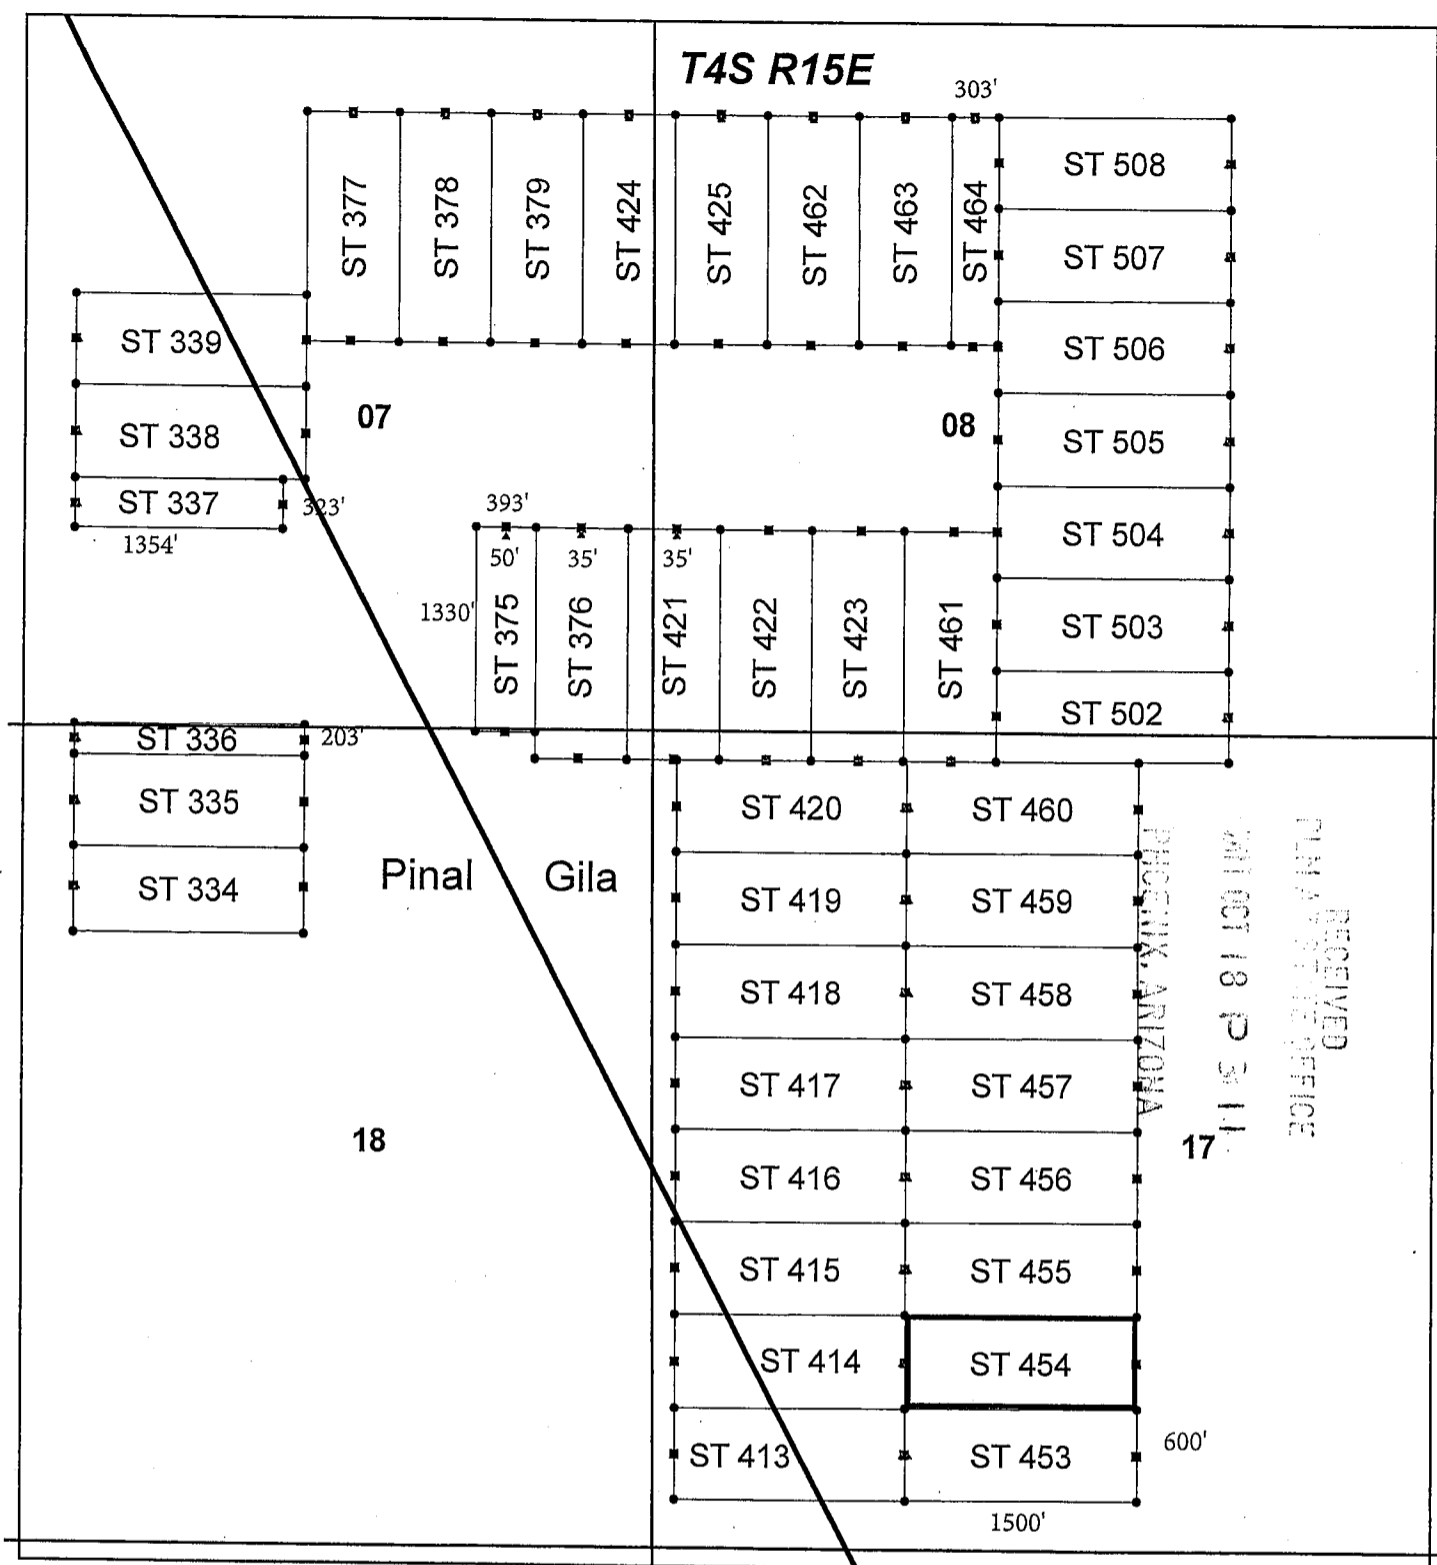 T4S R15E
303'
ST 377
ST 378
ST 379
ST 424
ST 425
ST 462
ST 463
ST 464
ST 508
ST 507
ST 506
ST 505
ST 504
ST 503
ST 502
ST 339
ST 338
ST 337
323'
1354'
07
08
393'
50'
35'
35'
1330'
ST 375
ST 376
ST 421
ST 422
ST 423
ST 461
ST 336
203'
ST 335
ST 334
Pinal
Gila
ST 420
ST 460
ST 419
ST 459
ST 418
ST 458
ST 417
ST 457
ST 416
ST 456
ST 415
ST 455
ST 414
ST 454
ST 413
ST 453
600'
1500'
18
17
RECEIVED
OFFICE
OCT 18 P 3:11
PHOENIX, ARIZONA